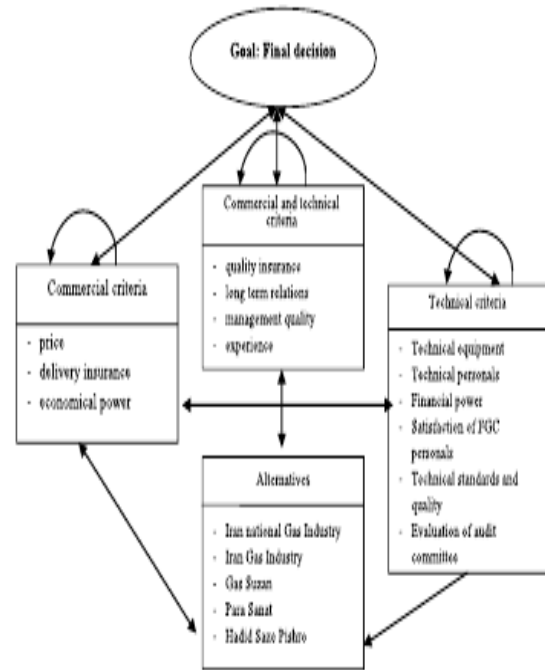 Goal: Final decision
Commercial and technical
criteria
- quality insurance
- long term relations
- management quality
- experience
Commercial criteria
- price
- delivery insurance
- economical power
Technical criteria
- Technical equipment
- Technical personals
- Financial power
- Satisfaction of PGC
personals
- Technical standards and
quality
- Evaluation of audit
committee
Alternatives
- Iran national Gas Industry
- Iran Gas Industry
- Gas Suzan
- Para Sanat
- Hadid Saze Pishro